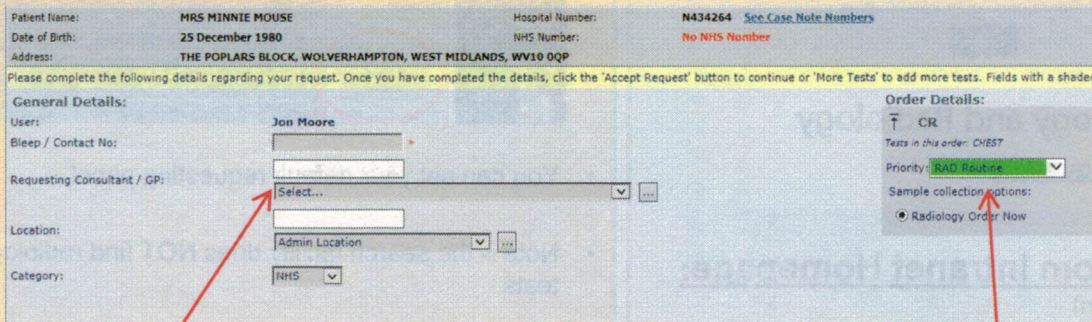 Patient Name: MRS MINNIE MOUSE Hospital Number: N434264 See Case Note Numbers
Date of Birth: 25 December 1980 NHS Number: No NHS Number
Address: THE POPLARS BLOCK, WOLVERHAMPTON, WEST MIDLANDS, WV10 0QP
Please complete the following details regarding your request. Once you have completed the details, click the 'Accept Request' button to continue or 'More Tests' to add more tests. Fields with a shaded
General Details:
User: Jon Moore
Bleep / Contact No: *
Requesting Consultant / GP:
Select... ...
Location:
Admin Location ...
Category: NHS
Order Details:
CR
Tests in this order: CHEST
Priority: RAD Routine
Sample collection options:
Radiology Order Now